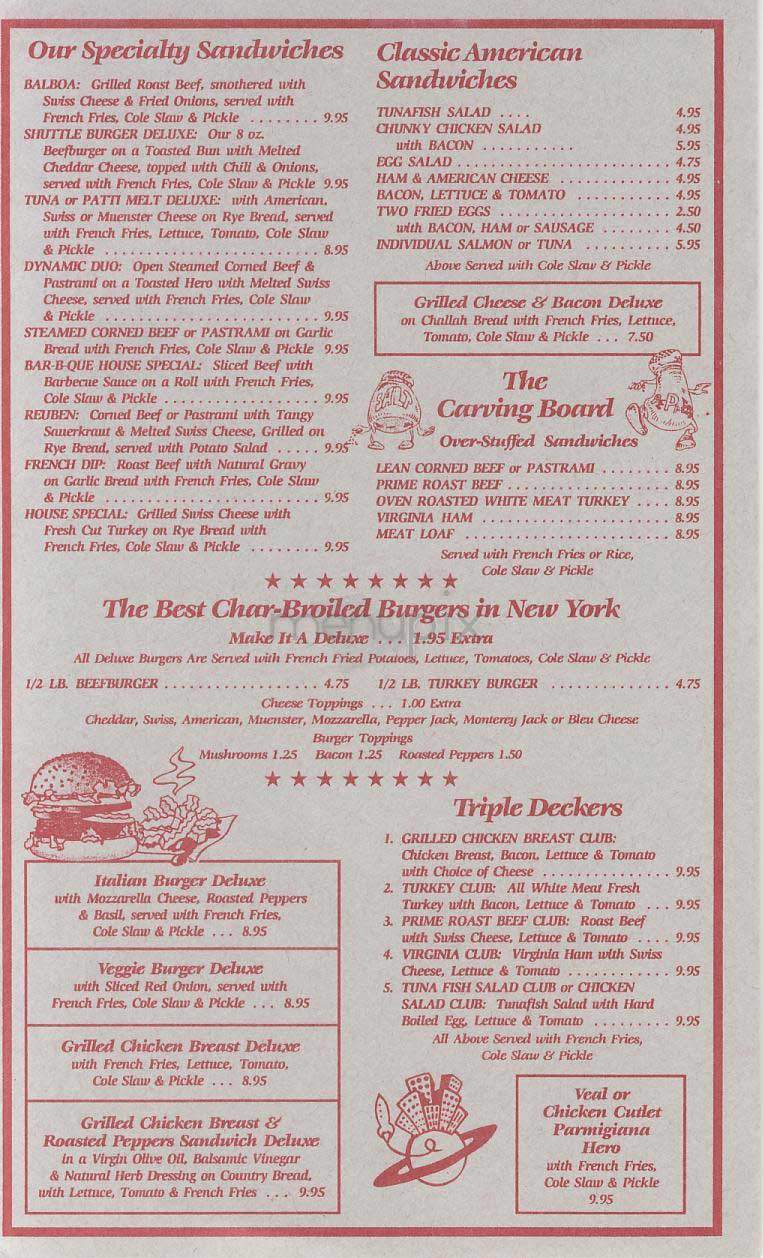 Our Specialty Sandwiches
BALBOA: Grilled Roast Beef, smothered with
Swiss Cheese & Fried Onions, served with
French Fries, Cole Slaw & Pickle ........ 9.95
SHUTTLE BURGER DELUXE: Our 8 oz.
Beefburger on a Toasted Bun with Melted
Cheddar Cheese, topped with Chili & Onions,
served with French Fries, Cole Slaw & Pickle 9.95
TUNA or PATTI MELT DELUXE: with American,
Swiss or Muenster Cheese on Rye Bread, served
with French Fries, Lettuce, Tomato, Cole Slaw
& Pickle ........................... 8.95
DYNAMIC DUO: Open Steamed Corned Beef &
Pastrami on a Toasted Hero with Melted Swiss
Cheese, served with French Fries, Cole Slaw
& Pickle ........................... 9.95
STEAMED CORNED BEEF or PASTRAMI on Garlic
Bread with French Fries, Cole Slaw & Pickle 9.95
BAR-B-QUE HOUSE SPECIAL: Sliced Beef with
Barbecue Sauce on a Roll with French Fries,
Cole Slaw & Pickle .................... 9.95
REUBEN: Corned Beef or Pastrami with Tangy
Sauerkraut & Melted Swiss Cheese, Grilled on
Rye Bread, served with Potato Salad ..... 9.95
FRENCH DIP: Roast Beef with Natural Gravy
on Garlic Bread with French Fries, Cole Slaw
& Pickle ........................... 9.95
HOUSE SPECIAL: Grilled Swiss Cheese with
Fresh Cut Turkey on Rye Bread with
French Fries, Cole Slaw & Pickle ........ 9.95
Classic American
Sandwiches
TUNAFISH SALAD .... 4.95
CHUNKY CHICKEN SALAD 4.95
with BACON ........... 5.95
EGG SALAD ........................... 4.75
HAM & AMERICAN CHEESE ............... 4.95
BACON, LETTUCE & TOMATO ............ 4.95
TWO FRIED EGGS ...................... 2.50
with BACON, HAM or SAUSAGE ........ 4.50
INDIVIDUAL SALMON or TUNA .......... 5.95
Above Served with Cole Slaw & Pickle
Grilled Cheese & Bacon Deluxe
on Challah Bread with French Fries, Lettuce,
Tomato, Cole Slaw & Pickle ... 7.50
SALT
P
The
Carving Board
Over-Stuffed Sandwiches
LEAN CORNED BEEF or PASTRAMI ........ 8.95
PRIME ROAST BEEF ..................... 8.95
OVEN ROASTED WHITE MEAT TURKEY .... 8.95
VIRGINIA HAM ........................ 8.95
MEAT LOAF .......................... 8.95
Served with French Fries or Rice,
Cole Slaw & Pickle
The Best Char-Broiled Burgers in New York
menupix
Make It A Deluxe ... 1.95 Extra
All Deluxe Burgers Are Served with French Fried Potatoes, Lettuce, Tomatoes, Cole Slaw & Pickle
1/2 LB. BEEFBURGER .................. 4.75 1/2 LB. TURKEY BURGER .............. 4.75
Cheese Toppings ... 1.00 Extra
Cheddar, Swiss, American, Muenster, Mozzarella, Pepper Jack, Monterey Jack or Bleu Cheese
Burger Toppings
Mushrooms 1.25 Bacon 1.25 Roasted Peppers 1.50
Italian Burger Deluxe
with Mozzarella Cheese, Roasted Peppers
& Basil, served with French Fries,
Cole Slaw & Pickle ... 8.95
Veggie Burger Deluxe
with Sliced Red Onion, served with
French Fries, Cole Slaw & Pickle ... 8.95
Grilled Chicken Breast Deluxe
with French Fries, Lettuce, Tomato,
Cole Slaw & Pickle ... 8.95
Grilled Chicken Breast &
Roasted Peppers Sandwich Deluxe
in a Virgin Olive Oil, Balsamic Vinegar
& Natural Herb Dressing on Country Bread,
with Lettuce, Tomato & French Fries ... 9.95
Triple Deckers
1. GRILLED CHICKEN BREAST CLUB:
Chicken Breast, Bacon, Lettuce & Tomato
with Choice of Cheese ............... 9.95
2. TURKEY CLUB: All White Meat Fresh
Turkey with Bacon, Lettuce & Tomato ... 9.95
3. PRIME ROAST BEEF CLUB: Roast Beef
with Swiss Cheese, Lettuce & Tomato .... 9.95
4. VIRGINIA CLUB: Virginia Ham with Swiss
Cheese, Lettuce & Tomato ............ 9.95
5. TUNA FISH SALAD CLUB or CHICKEN
SALAD CLUB: Tunafish Salad with Hard
Boiled Egg, Lettuce & Tomato ......... 9.95
All Above Served with French Fries,
Cole Slaw & Pickle
Veal or
Chicken Cutlet
Parmigiana
Hero
with French Fries,
Cole Slaw & Pickle
9.95